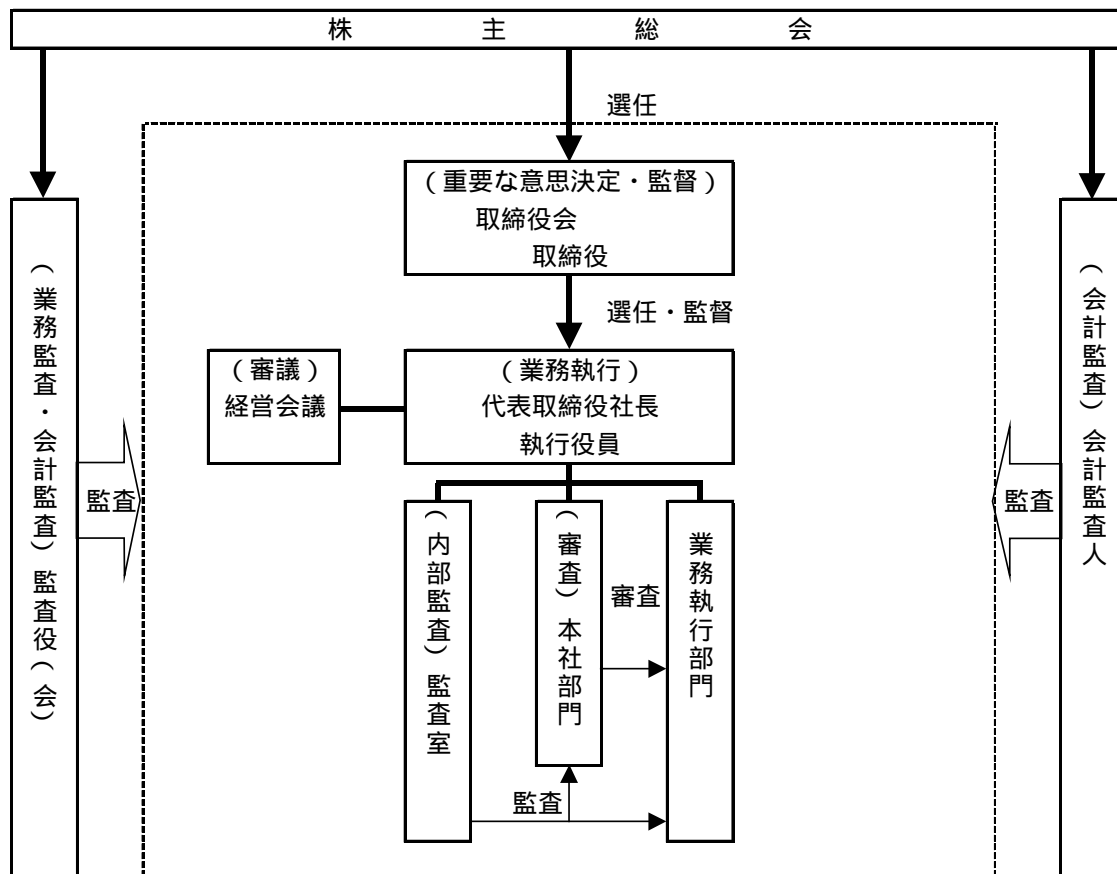 株主総会
選任
（重要な意思決定・監督）
取締役会
取締役
選任・監督
（審議）
経営会議
（業務執行）
代表取締役社長
執行役員
（業務監査・会計監査）監査役（会）
監査
（内部監査）監査室
（審査）本社部門
審査
業務執行部門
監査
監査
（会計監査）会計監査人